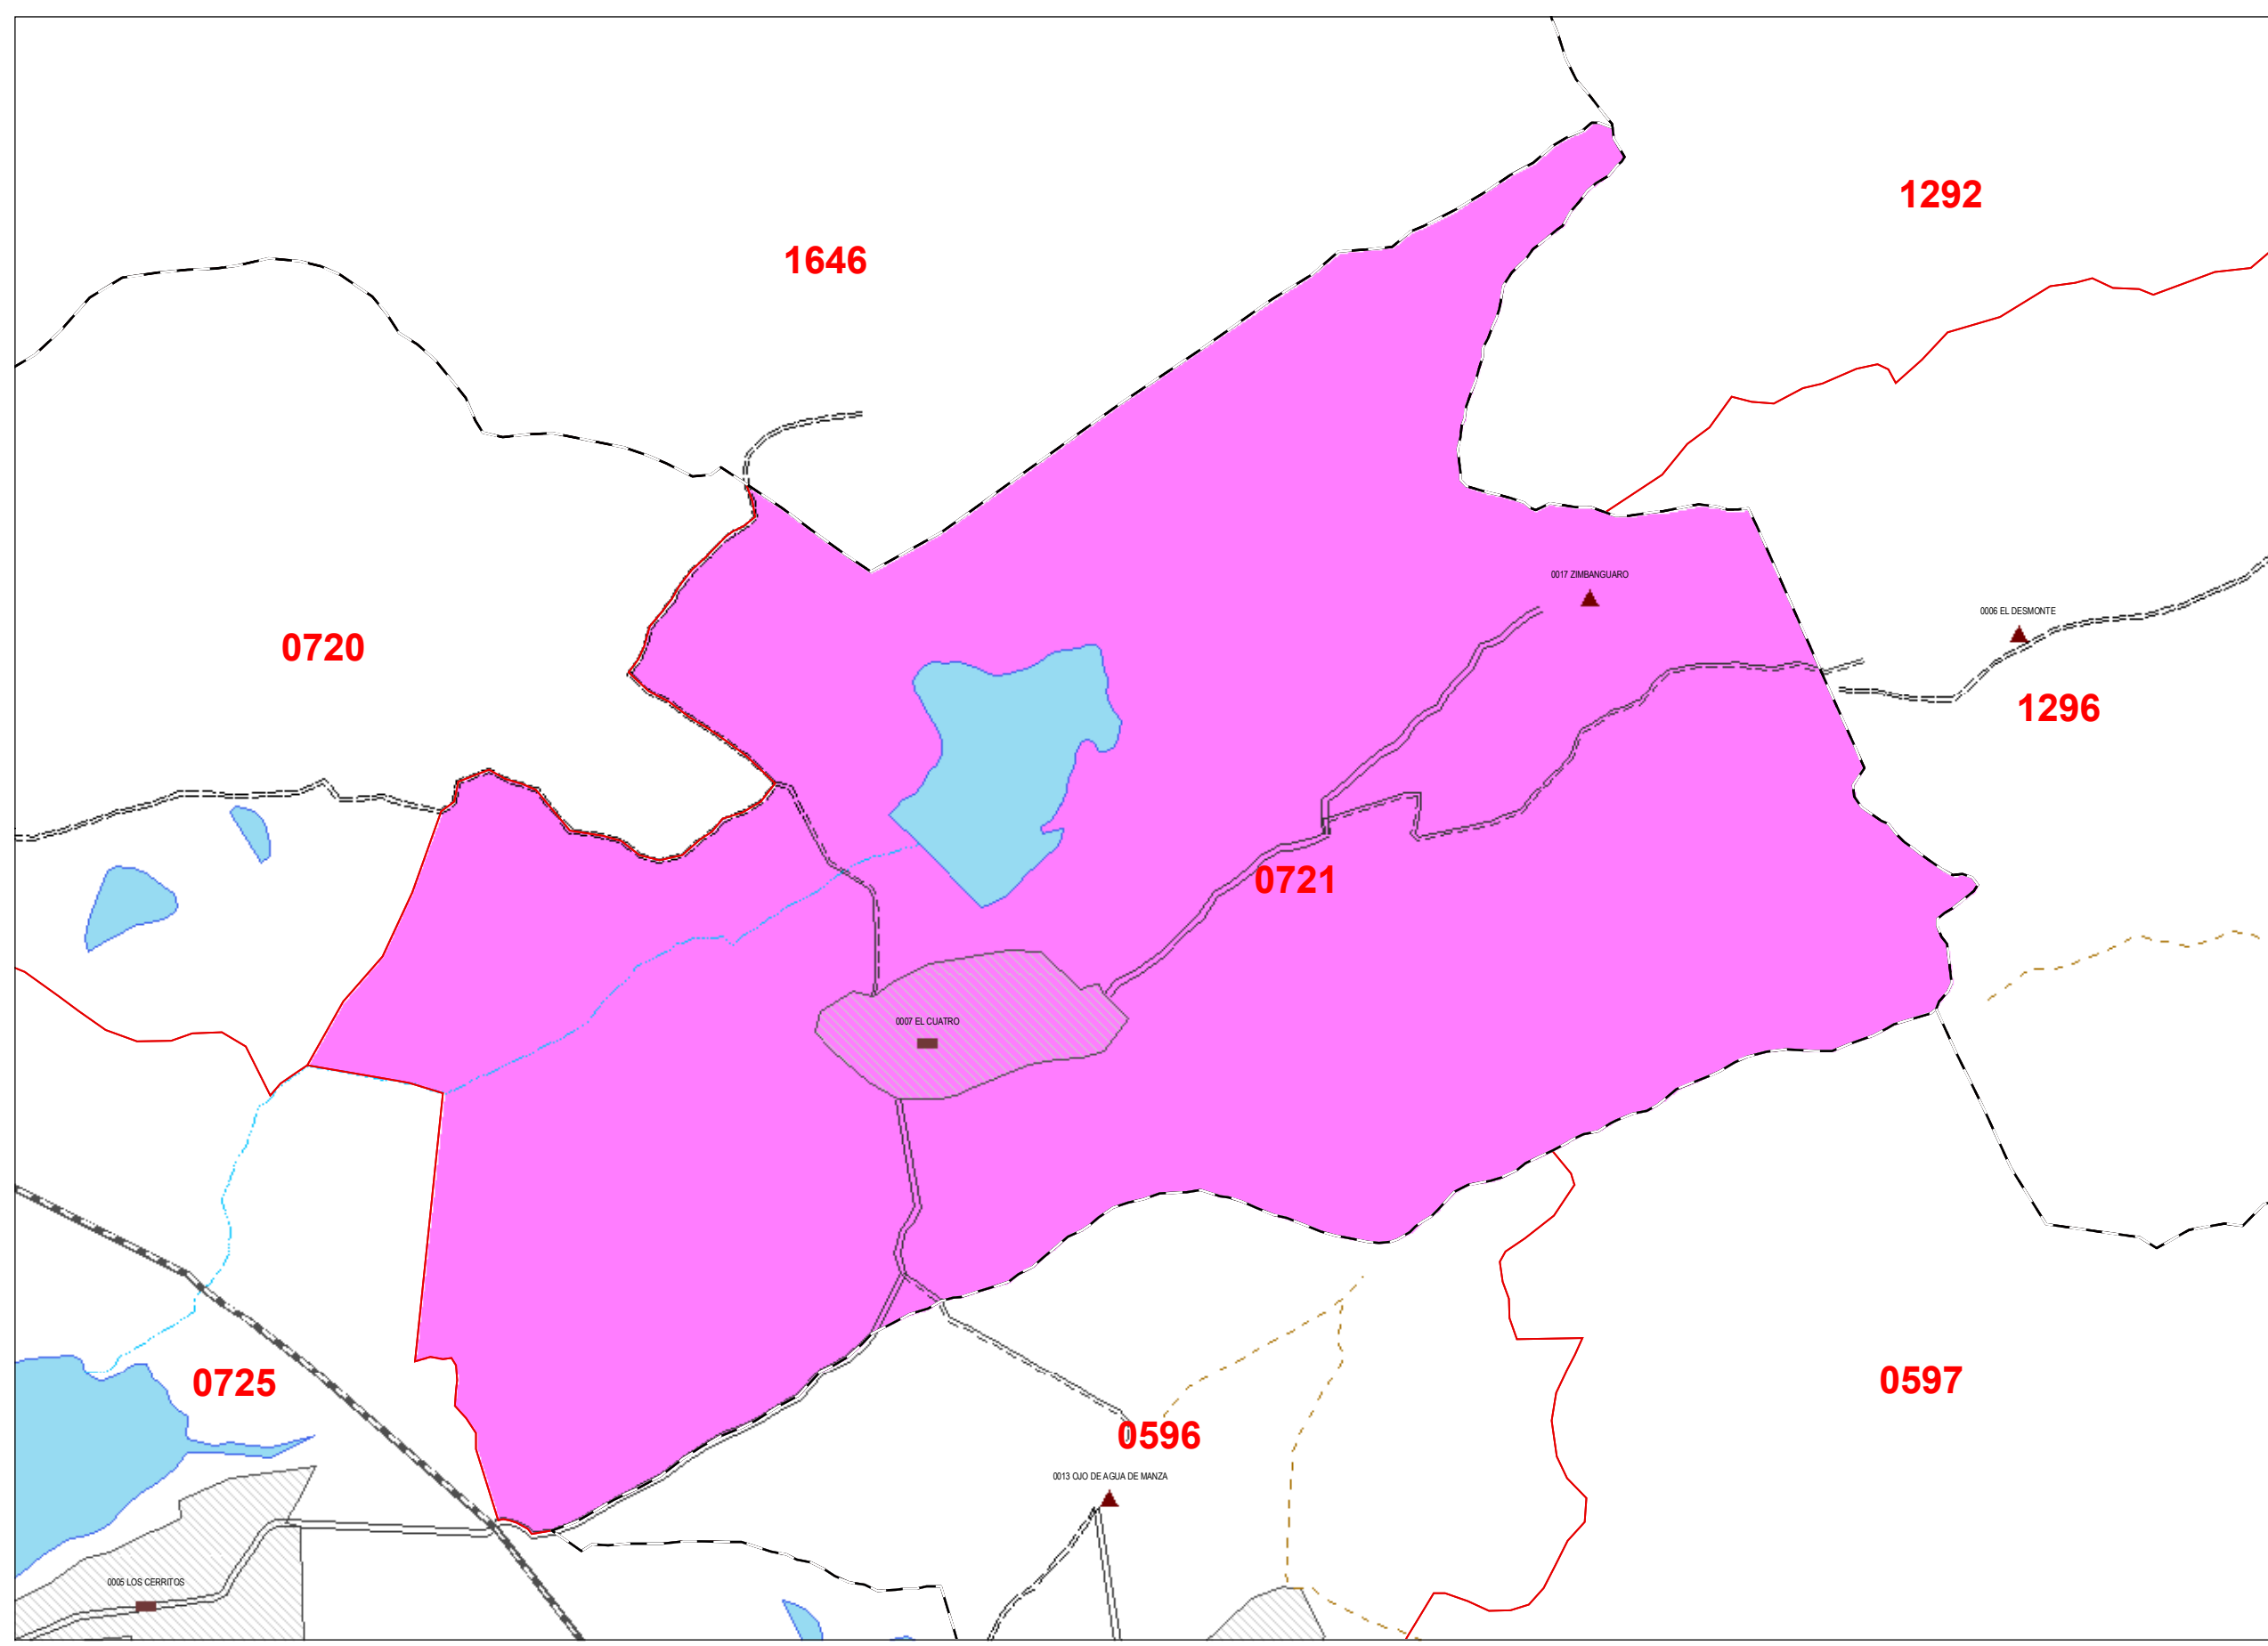 1292
1646
0017 ZIMBANGUARO
0006 EL DESMONTE
0720
1296
0721
0007 EL CUATRO
0725
0597
0596
0013 OJO DE AGUA DE MANZA
0005 LOS CERRITOS